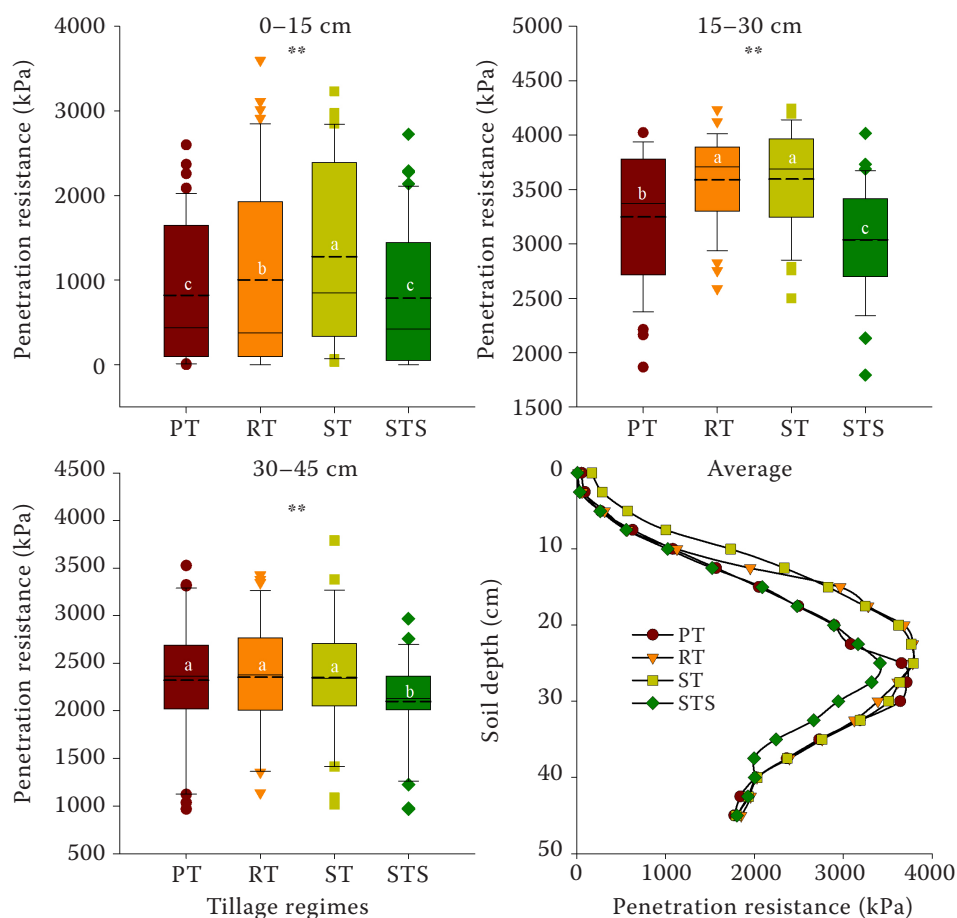 0–15 cm
**
Penetration resistance (kPa)
4000
3000
2000
1000
0
c
b
a
c
PT RT ST STS
15–30 cm
**
Penetration resistance (kPa)
5000
4500
4000
3500
3000
2500
2000
1500
b
a
a
c
PT RT ST STS
30–45 cm
**
Penetration resistance (kPa)
4500
4000
3500
3000
2500
2000
1500
1000
500
a
a
a
b
PT RT ST STS
Tillage regimes
Average
Soil depth (cm)
0
10
20
30
40
50
PT
RT
ST
STS
0 1000 2000 3000 4000
Penetration resistance (kPa)